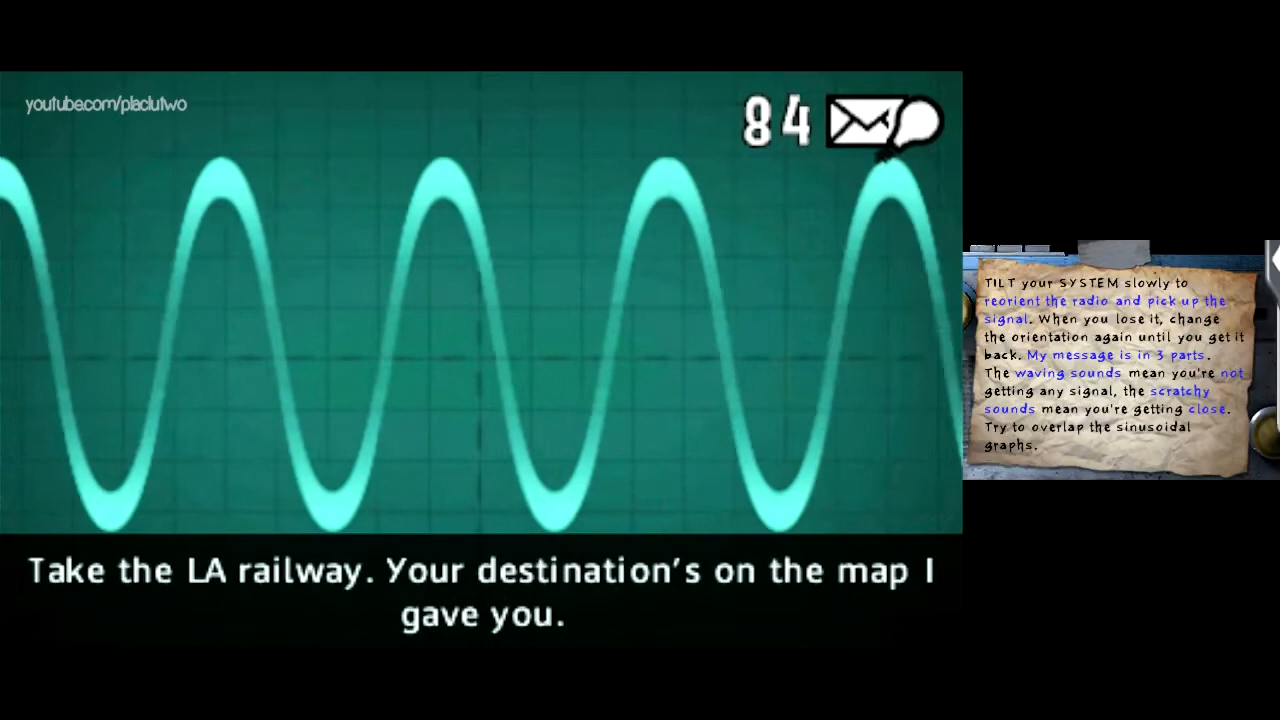 youtube.com/placlutwo
84
TILT your SYSTEM slowly to
reorient the radio and pick up the
signal. When you lose it, change
the orientation again until you get it
back. My message is in 3 parts.
The waving sounds mean you're not
getting any signal, the scratchy
sounds mean you're getting close.
Try to overlap the sinusoidal
graphs.
Take the LA railway. Your destination's on the map I
gave you.